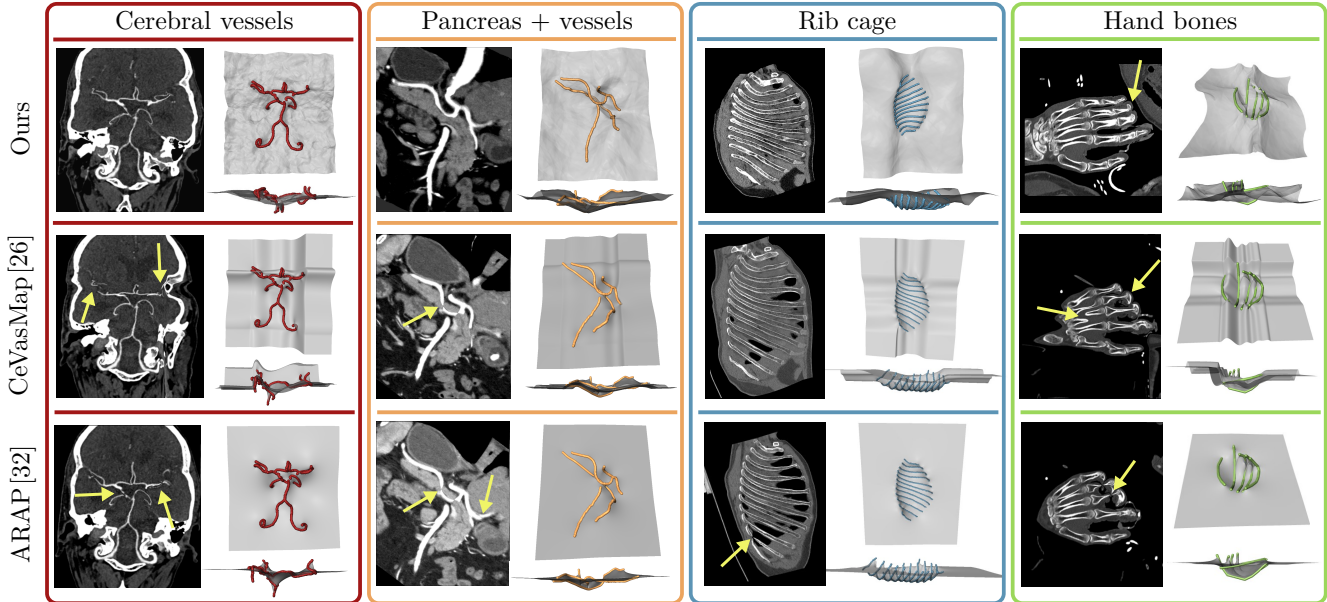 Cerebral vessels
Pancreas + vessels
Rib cage
Hand bones
Ours
CeVasMap[26]
ARAP[32]